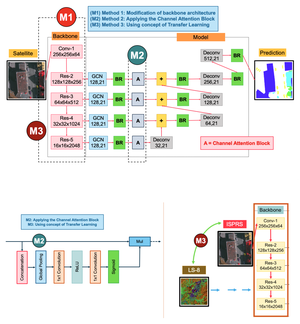 M1
(M1) Method 1: Modification of backbone architecture
(M2) Method 2: Applying the Channel Attention Block
(M3) Method 3: Using concept of Transfer Learning
Backbone
Model
Satellite
Conv-1
256x256x64
M2
Deconv
512,21
BR
Prediction
Res-2
128x128x256
GCN
128,21
BR
A
+
BR
Deconv
256,21
Res-3
64x64x512
GCN
128,21
BR
A
+
BR
Deconv
128,21
Res-4
32x32x1024
GCN
128,21
BR
A
+
BR
Deconv
64,21
M3
Res-5
16x16x2048
GCN
128,21
BR
A
Deconv
32,21
A = Channel Attention Block
M2: Applying the Channel Attention Block
M3: Using concept of Transfer Learning
M2
Mul
Concatenation
Global Pooling
1x1 Convolution
ReLU
1x1 Convolution
Sigmoid
ISPRS
M3
LS-8
Backbone
Conv-1
256x256x64
Res-2
128x128x256
Res-3
64x64x512
Res-4
32x32x1024
Res-5
16x16x2048